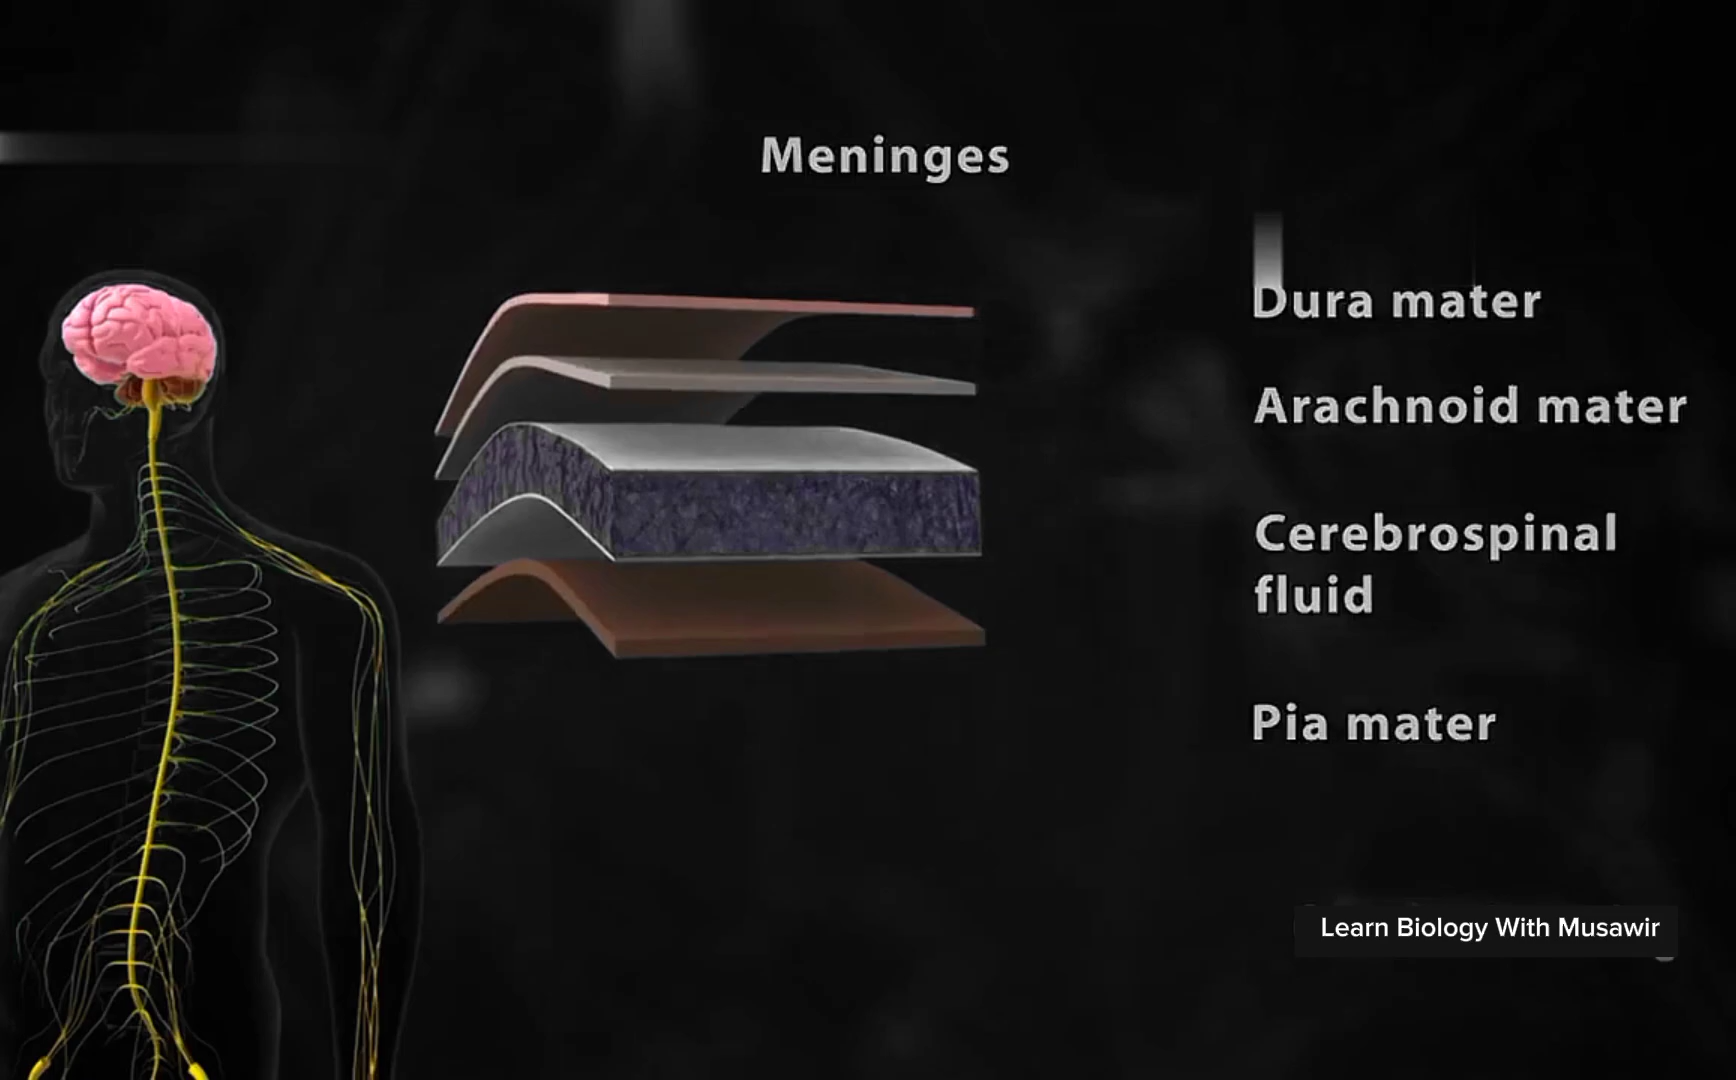 Meninges
Dura mater
Arachnoid mater
Cerebrospinal
fluid
Pia mater
Learn Biology With Musawir